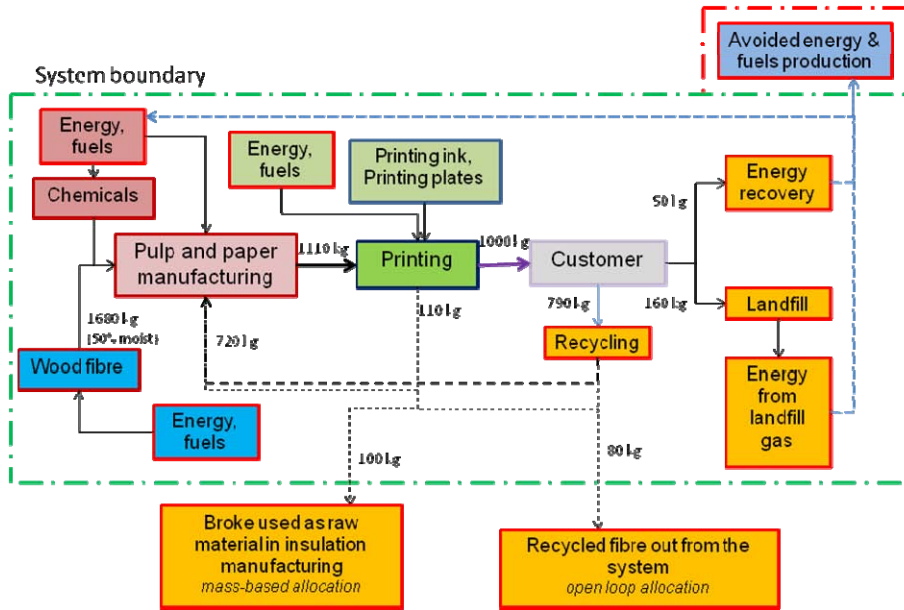 Avoided energy &
fuels production
System boundary
Energy,
fuels
Energy,
fuels
Printing ink,
Printing plates
Energy
recovery
Chemicals
50 kg
Pulp and paper
manufacturing
1110 kg
Printing
1000 kg
Customer
1680 kg
(50% moist)
720 kg
110 kg
790 kg
160 kg
Landfill
Recycling
Wood fibre
Energy
from
landfill
gas
Energy,
fuels
100 kg
80 kg
Broke used as raw
material in insulation
manufacturing
mass-based allocation
Recycled fibre out from the
system
open loop allocation